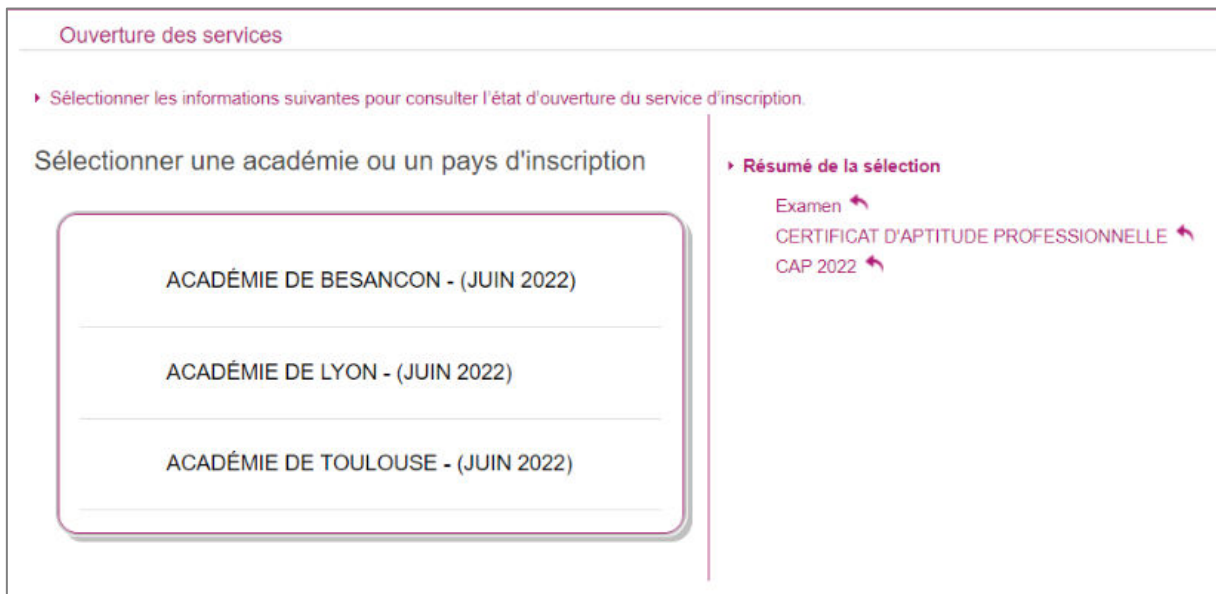 Ouverture des services
Sélectionner les informations suivantes pour consulter l'état d'ouverture du service d'inscription.
Sélectionner une académie ou un pays d'inscription
ACADÉMIE DE BESANCON - (JUIN 2022)
ACADÉMIE DE LYON - (JUIN 2022)
ACADÉMIE DE TOULOUSE - (JUIN 2022)
Résumé de la sélection
Examen
CERTIFICAT D'APTITUDE PROFESSIONNELLE
CAP 2022